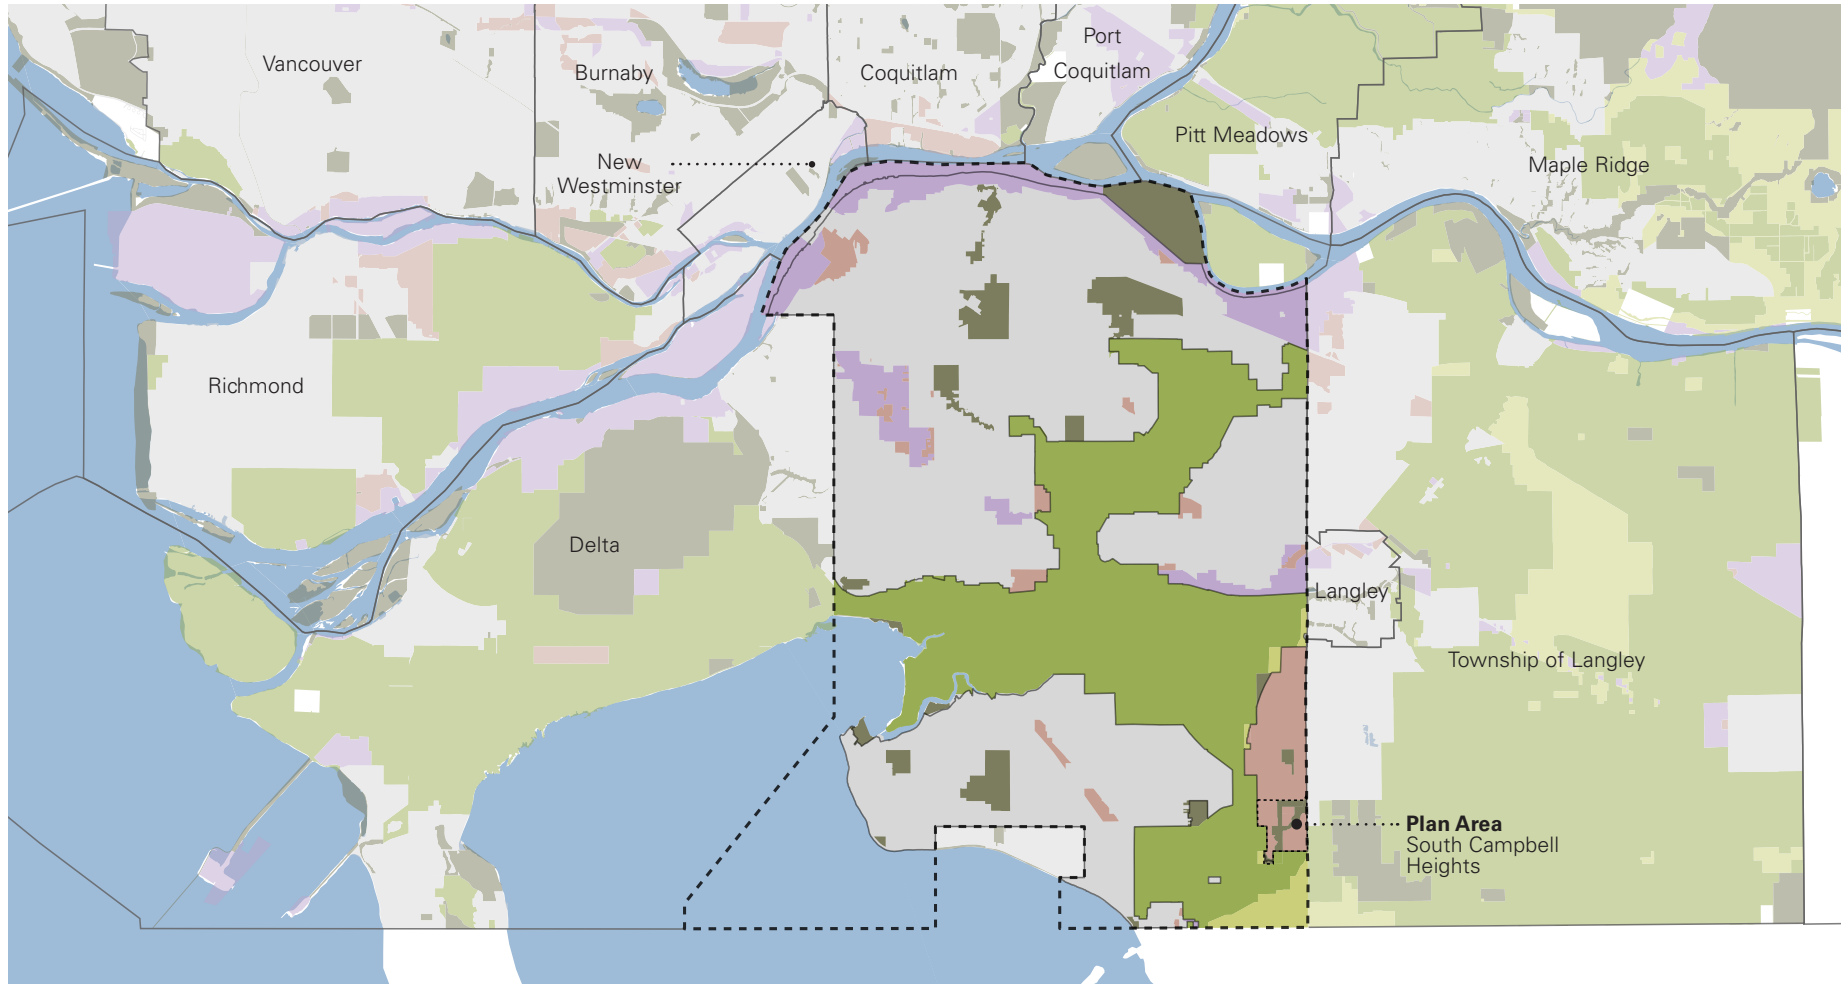 Vancouver
Burnaby
Coquitlam
Port
Coquitlam
Pitt Meadows
Maple Ridge
New
Westminster
Richmond
Delta
Langley
Township of Langley
Plan Area
South Campbell
Heights